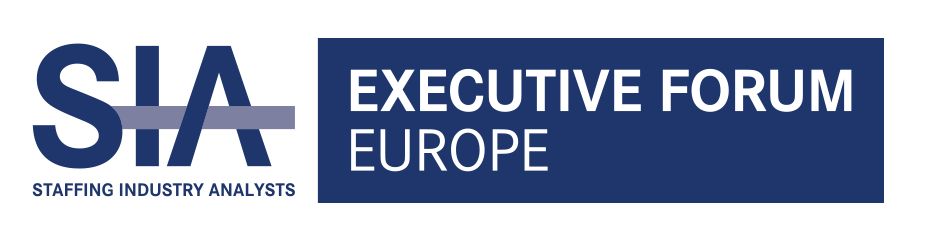 SIA
STAFFING INDUSTRY ANALYSTS
EXECUTIVE FORUM
EUROPE